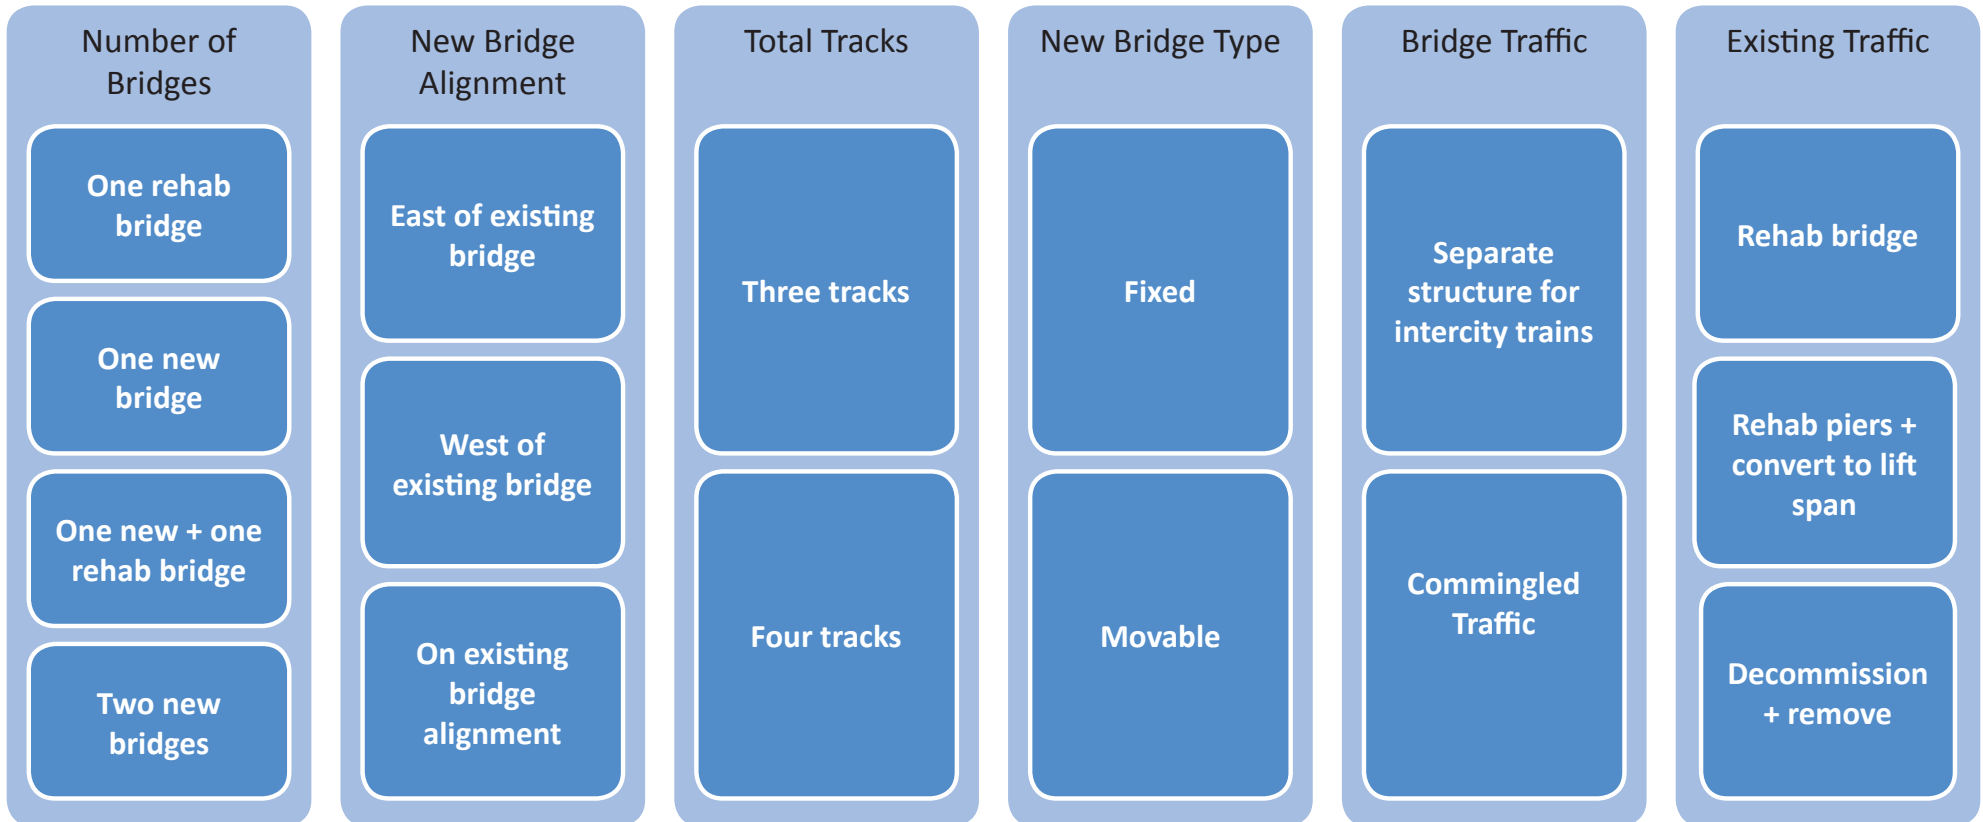 Number of
Bridges
One rehab
bridge
One new
bridge
One new + one
rehab bridge
Two new
bridges
New Bridge
Alignment
East of existing
bridge
West of
existing bridge
On existing
bridge
alignment
Total Tracks
Three tracks
Four tracks
New Bridge Type
Fixed
Movable
Bridge Traffic
Separate
structure for
intercity trains
Commingled
Traffic
Existing Traffic
Rehab bridge
Rehab piers +
convert to lift
span
Decommission
+ remove